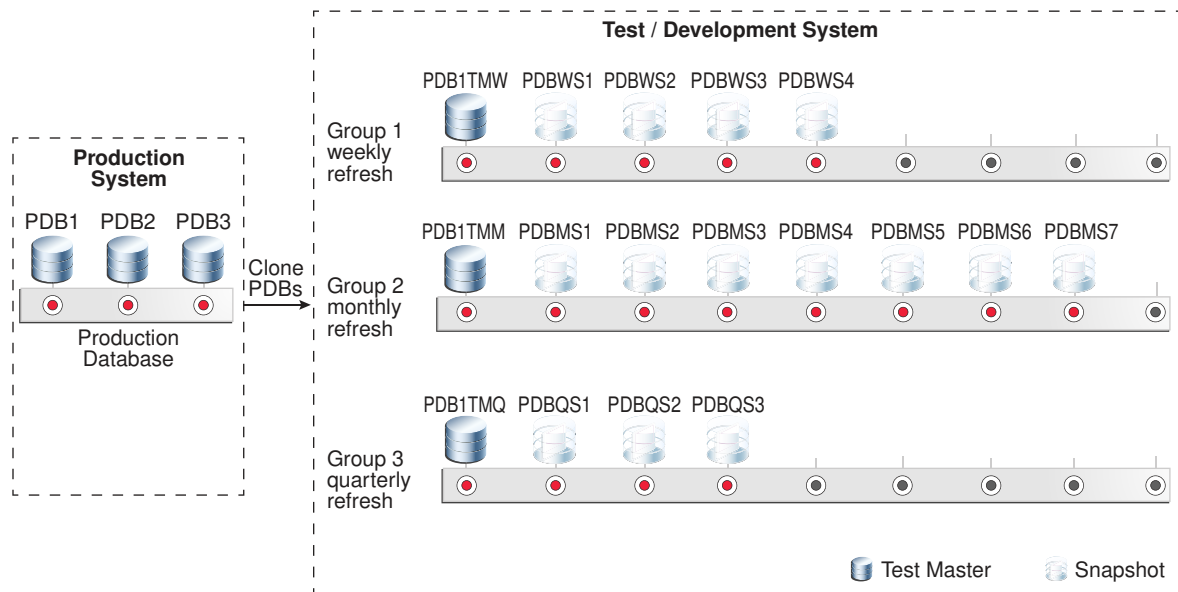 Test / Development System
Production
System
PDB1 PDB2 PDB3
Production
Database
Clone
PDBs
Group 1
weekly
refresh
PDB1TMW PDBWS1 PDBWS2 PDBWS3 PDBWS4
Group 2
monthly
refresh
PDB1TMM PDBMS1 PDBMS2 PDBMS3 PDBMS4 PDBMS5 PDBMS6 PDBMS7
Group 3
quarterly
refresh
PDB1TMQ PDBQS1 PDBQS2 PDBQS3
Test Master
Snapshot